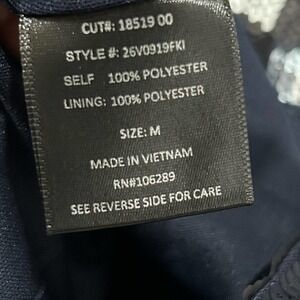 CUT#: 18519 00
STYLE #: 26V0919FKI
SELF 100% POLYESTER
LINING: 100% POLYESTER
SIZE: M
MADE IN VIETNAM
RN#106289
SEE REVERSE SIDE FOR CARE